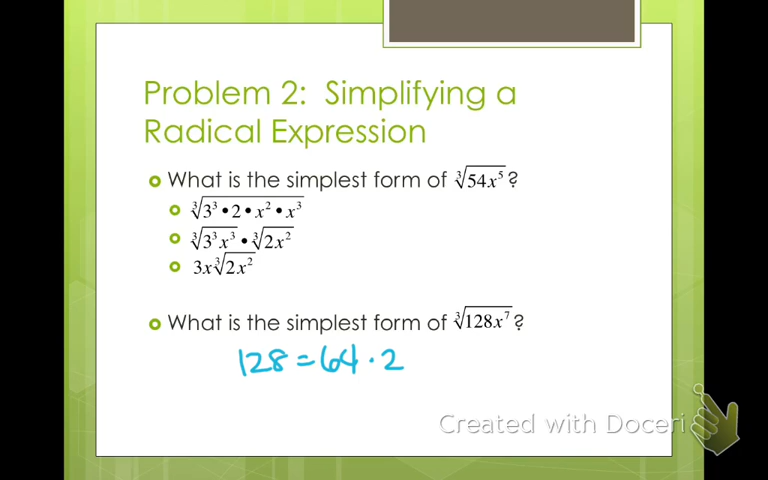 Problem 2: Simplifying a
Radical Expression
What is the simplest form of ∛(54x⁵)?
∛(3³ • 2 • x² • x³)
∛(3³x³) • ∛(2x²)
3x∛(2x²)
What is the simplest form of ∛(128x⁷)?
128 = 64 · 2
Created with Doceri